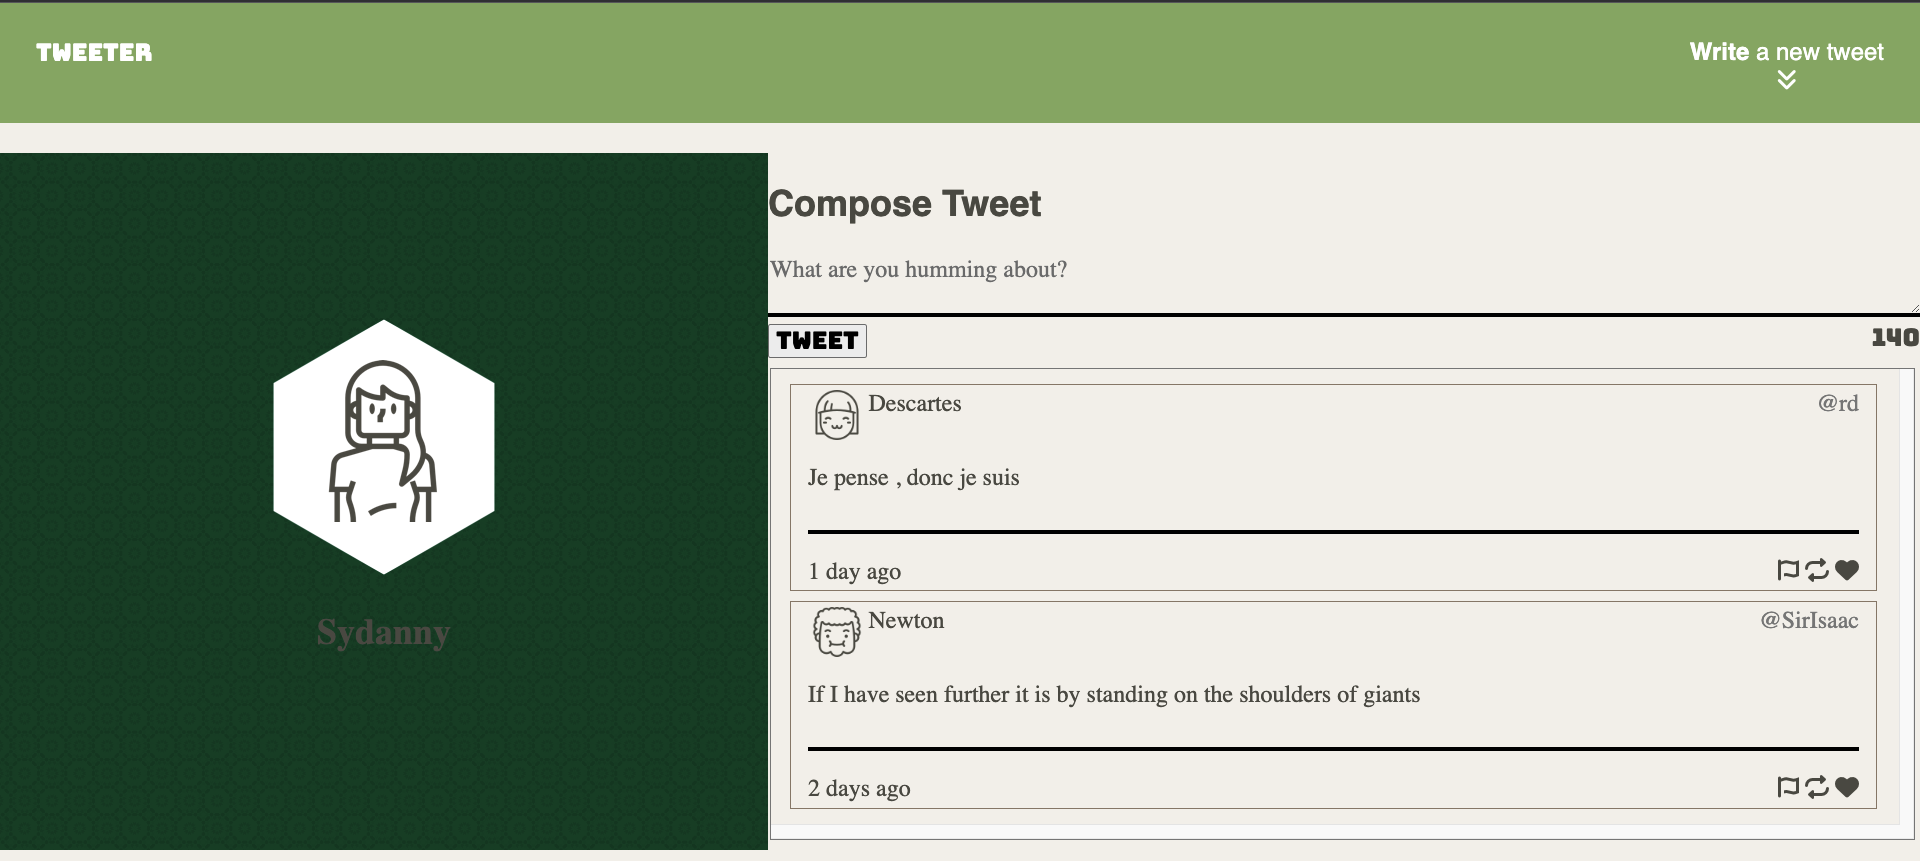 TWEETER
Write a new tweet
Sydanny
Compose Tweet
What are you humming about?
TWEET
140
Descartes
@rd
Je pense , donc je suis
1 day ago
Newton
@SirIsaac
If I have seen further it is by standing on the shoulders of giants
2 days ago